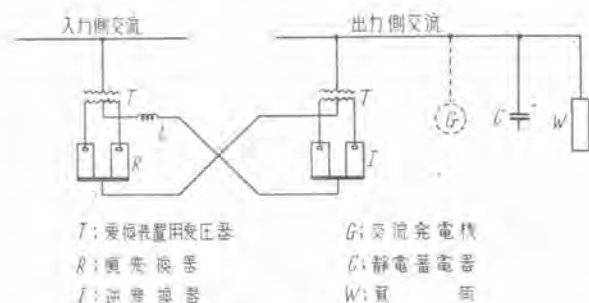 入力側交流
出力側交流
T
T
L
R
I
G
C
W
T; 変換装置用変圧器
R; 順変換器
I; 逆変換器
G; 交流発電機
C; 静電蓄電器
W; 負荷